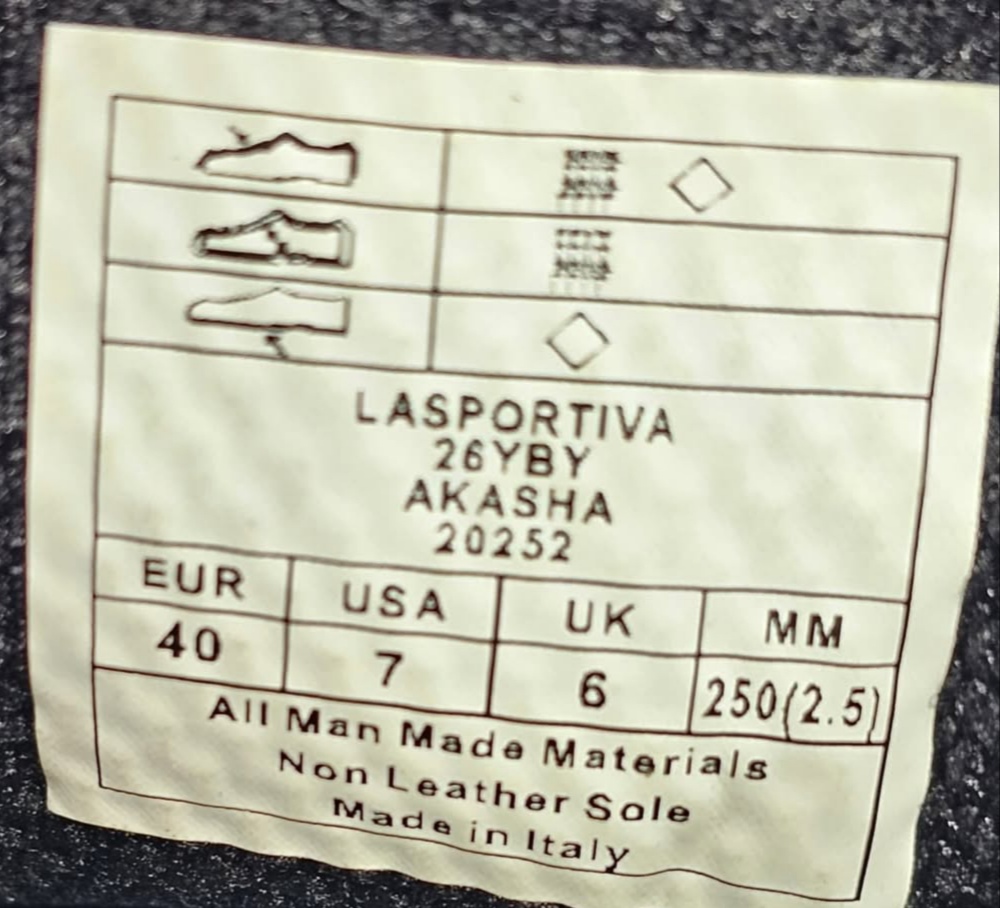 LASPORTIVA
26YBY
AKASHA
20252
EUR USA UK MM
40 7 6 250(2.5)
All Man Made Materials
Non Leather Sole
Made in Italy